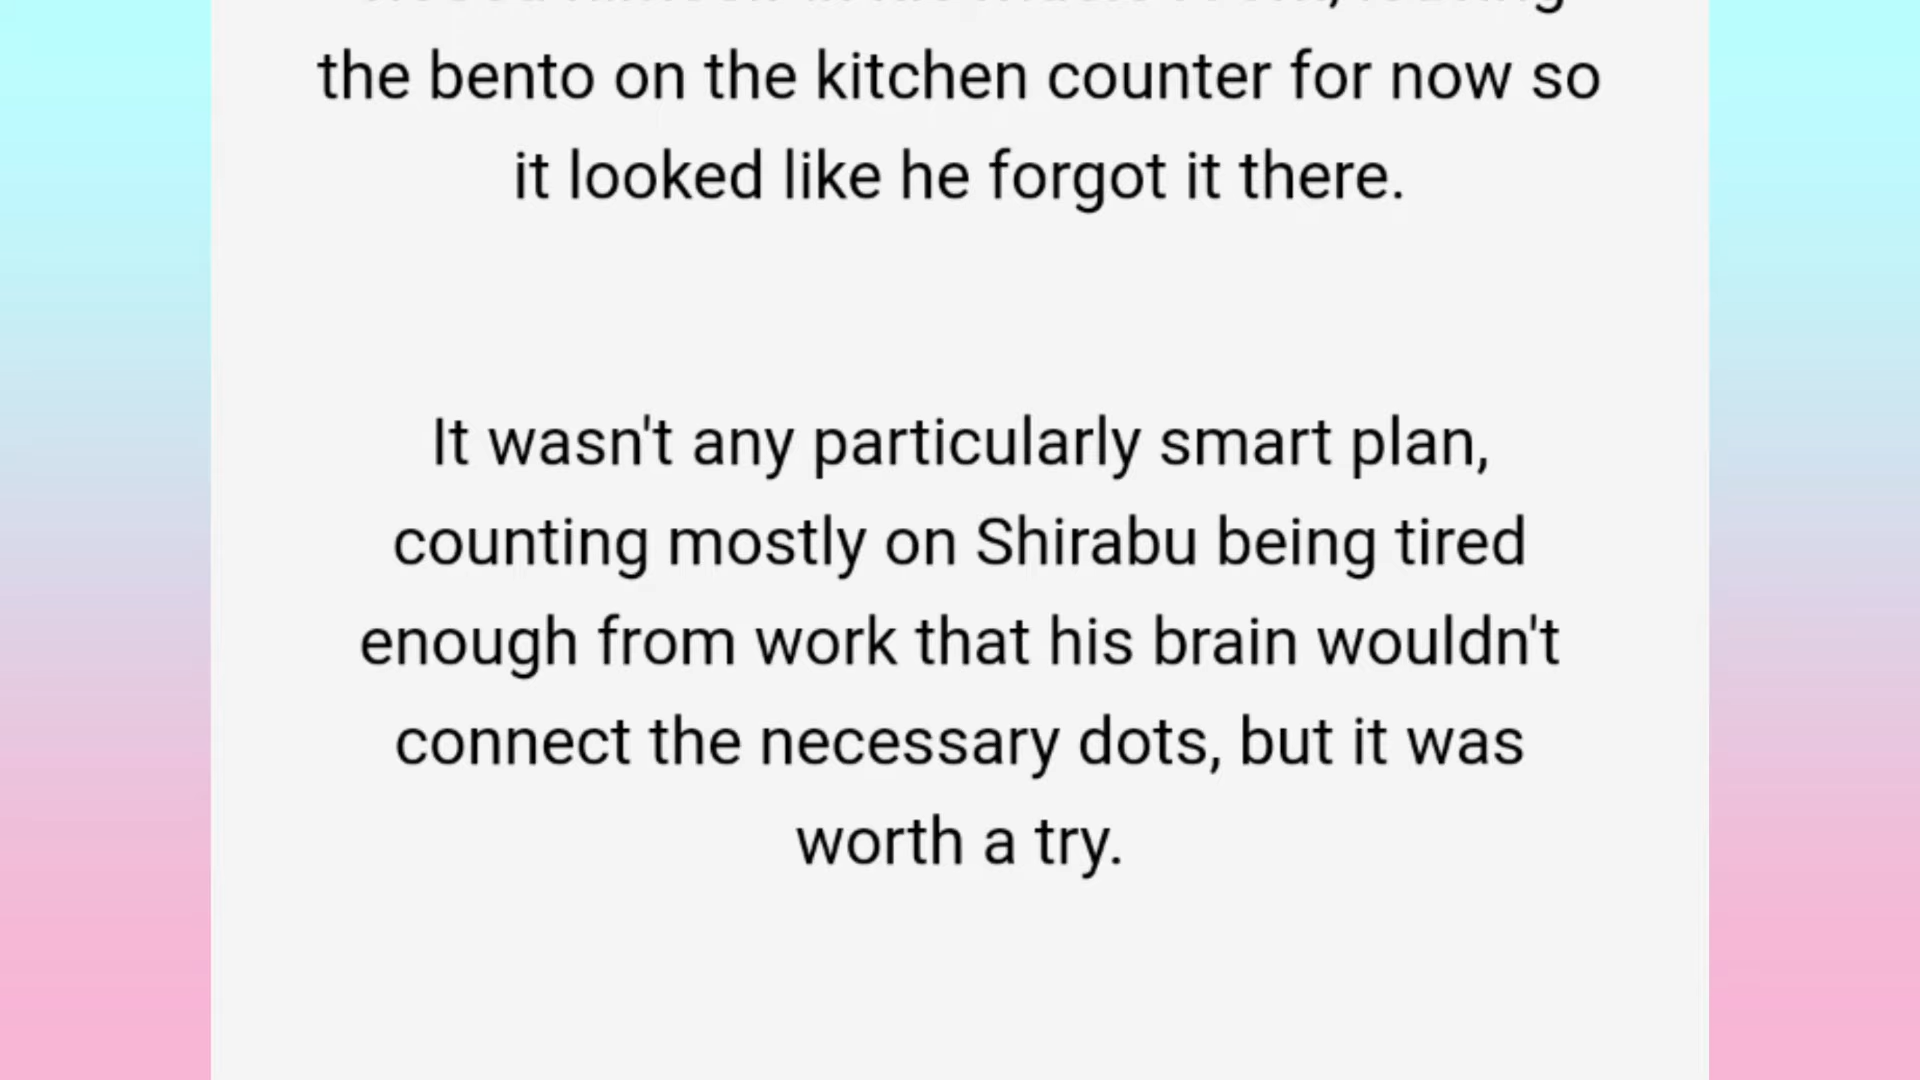 the bento on the kitchen counter for now so
it looked like he forgot it there.
It wasn't any particularly smart plan,
counting mostly on Shirabu being tired
enough from work that his brain wouldn't
connect the necessary dots, but it was
worth a try.